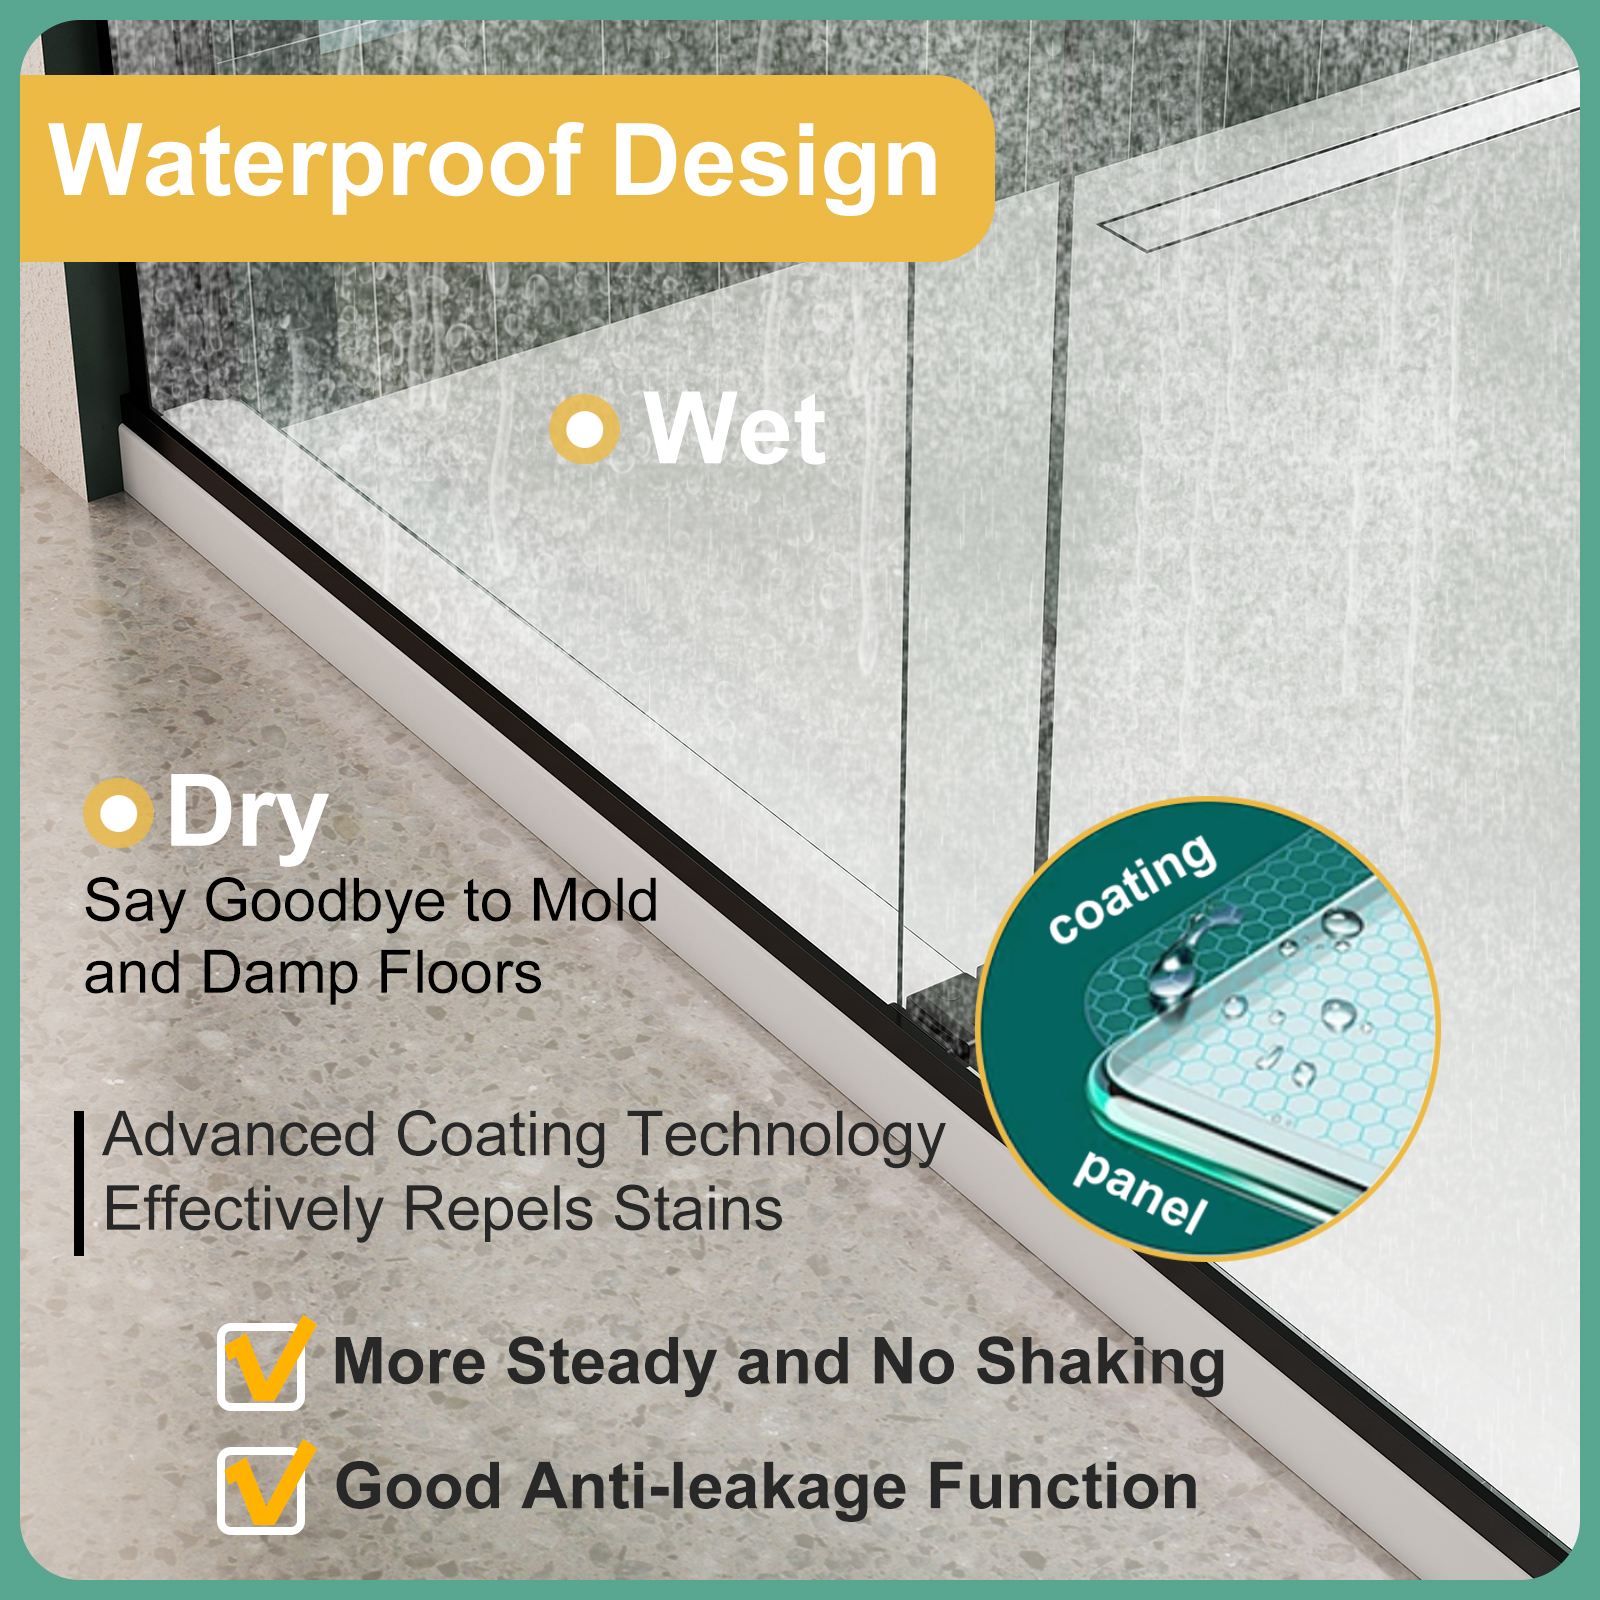 Waterproof Design
Wet
Dry
Say Goodbye to Mold
and Damp Floors
coating
panel
Advanced Coating Technology
Effectively Repels Stains
More Steady and No Shaking
Good Anti-leakage Function